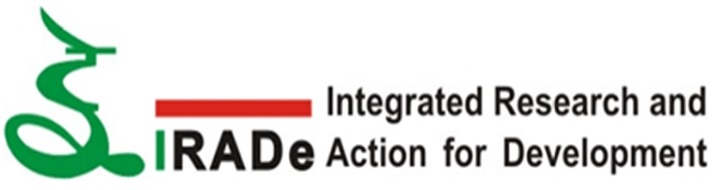 Integrated Research and
IRADe Action for Development